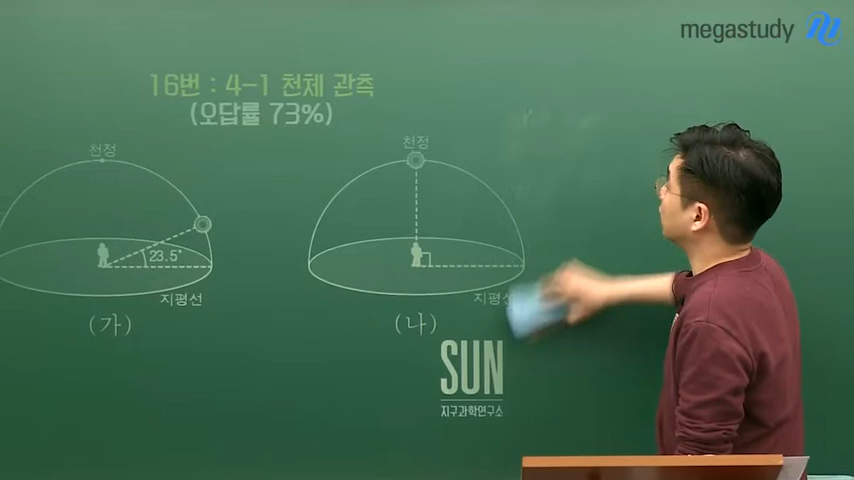 megastudy
16번 : 4-1 천체 관측
(오답률 73%)
천정
23.5°
지평선
(가)
천정
지평선
(나)
SUN
지구과학연구소